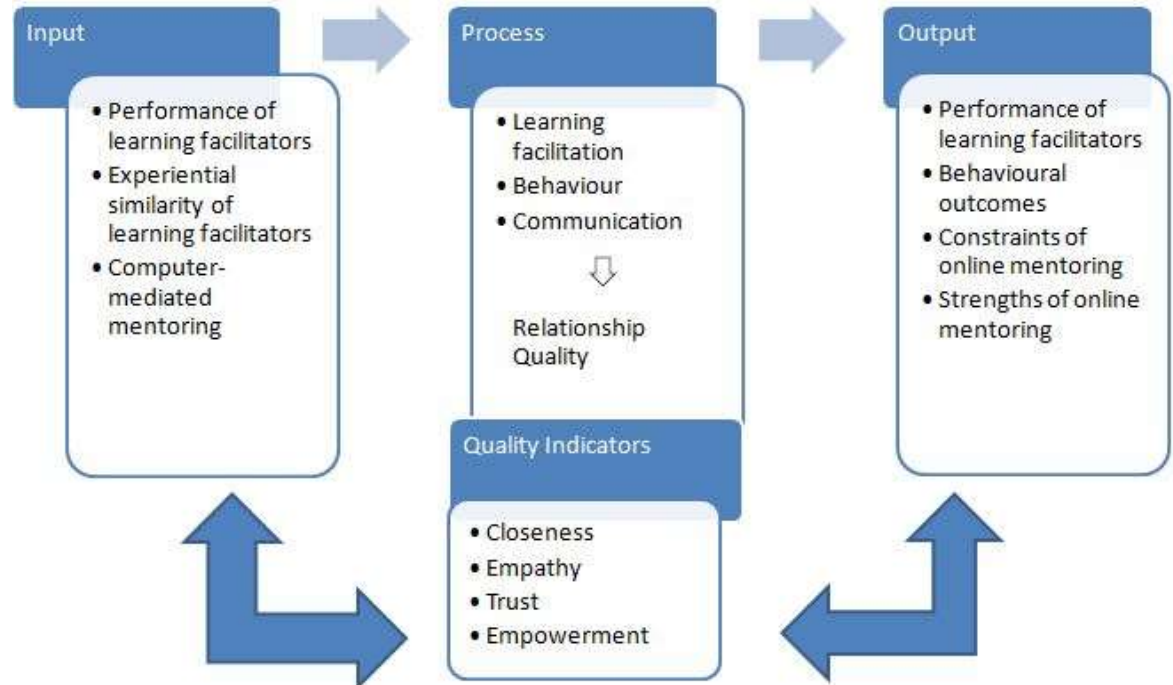 Input
• Performance of
learning facilitators
• Experiential
similarity of
learning facilitators
• Computer-
mediated
mentoring
Process
• Learning
facilitation
• Behaviour
• Communication
Relationship
Quality
Quality Indicators
• Closeness
• Empathy
• Trust
• Empowerment
Output
• Performance of
learning facilitators
• Behavioural
outcomes
• Constraints of
online mentoring
• Strengths of online
mentoring